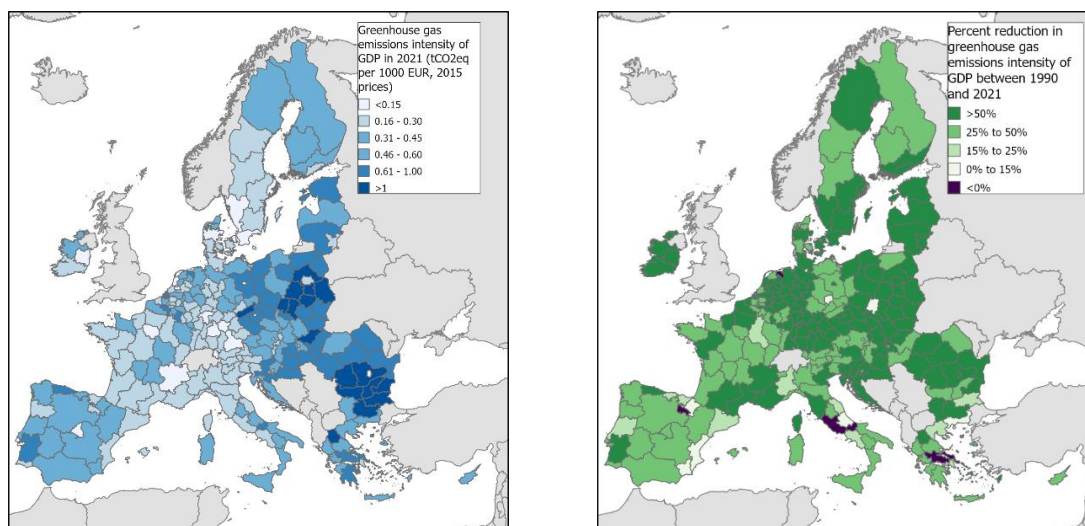 Greenhouse gas
emissions intensity of
GDP in 2021 (tCO2eq
per 1000 EUR, 2015
prices)
<0.15
0.16 - 0.30
0.31 - 0.45
0.46 - 0.60
0.61 - 1.00
>1
Percent reduction in
greenhouse gas
emissions intensity of
GDP between 1990
and 2021
>50%
25% to 50%
15% to 25%
0% to 15%
<0%